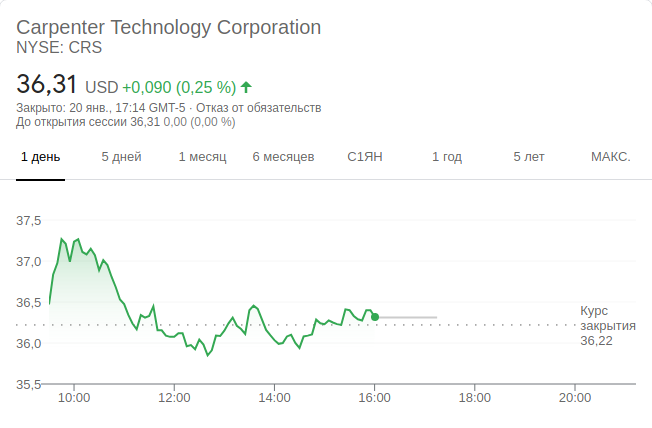 Carpenter Technology Corporation
NYSE: CRS
36,31 USD +0,090 (0,25 %)
Закрыто: 20 янв., 17:14 GMT-5 · Отказ от обязательств
До открытия сессии 36,31 0,00 (0,00 %)
1 день 5 дней 1 месяц 6 месяцев С1ЯН 1 год 5 лет МАКС.
37,5
37,0
36,5
36,0
35,5
Курс
закрытия
36,22
10:00 12:00 14:00 16:00 18:00 20:00